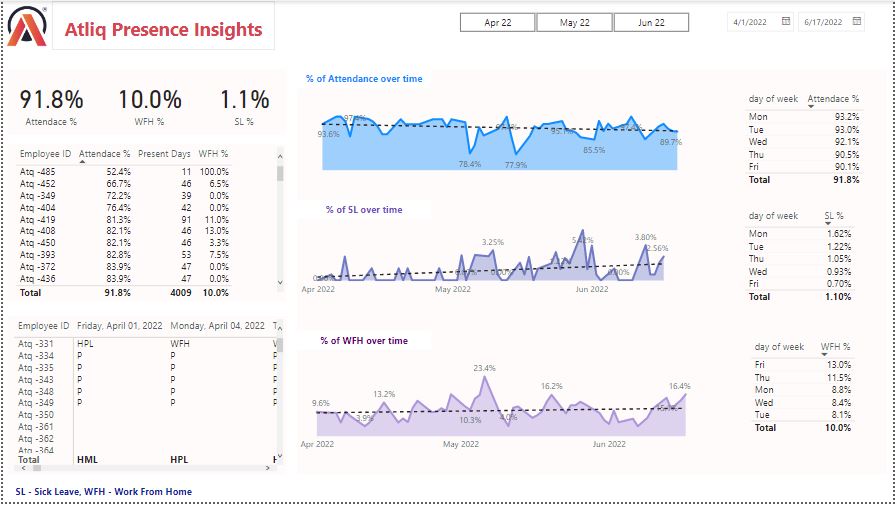 Atliq Presence Insights
Apr 22 May 22 Jun 22
4/1/2022 6/17/2022
91.8% 10.0% 1.1%
Attendace % WFH % SL %
Employee ID Attendace % Present Days WFH %
Atq -485 52.4% 11 100.0%
Atq -452 66.7% 46 6.5%
Atq -349 72.2% 39 0.0%
Atq -404 76.4% 42 0.0%
Atq -419 81.3% 91 11.0%
Atq -408 82.1% 46 13.0%
Atq -450 82.1% 46 3.3%
Atq -393 82.8% 53 7.5%
Atq -372 83.9% 47 0.0%
Atq -436 83.9% 47 0.0%
Total 91.8% 4009 10.0%
Employee ID Friday, April 01, 2022 Monday, April 04, 2022 T
Atq -331 HPL WFH
Atq -334 P P
Atq -335 P P
Atq -343 P P
Atq -348 P P
Atq -349 P P
Atq -350
Atq -361
Atq -362
Atq -364
Total HML HPL
SL - Sick Leave, WFH - Work From Home
% of Attendance over time
93.6%
78.4%
77.9%
85.5%
89.7%
% of SL over time
3.25%
3.80%
2.56%
Apr 2022 May 2022 Jun 2022
% of WFH over time
9.6%
3.9%
13.2%
10.3%
23.4%
4.0%
16.2%
16.4%
Apr 2022 May 2022 Jun 2022
day of week Attendace %
Mon 93.2%
Tue 93.0%
Wed 92.1%
Thu 90.5%
Fri 90.1%
Total 91.8%
day of week SL %
Mon 1.62%
Tue 1.22%
Thu 1.05%
Wed 0.93%
Fri 0.70%
Total 1.10%
day of week WFH %
Fri 13.0%
Thu 11.5%
Mon 8.8%
Wed 8.4%
Tue 8.1%
Total 10.0%